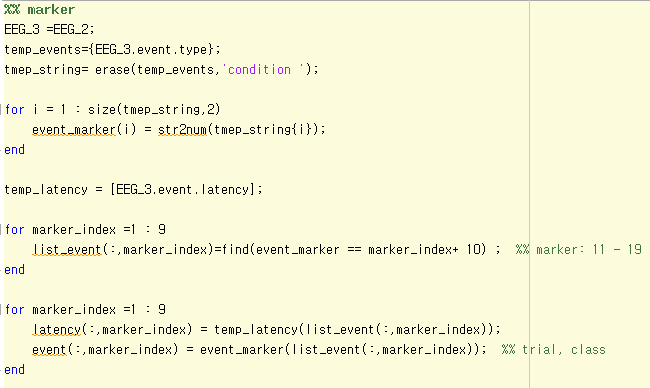 %% marker
EEG_3 =EEG_2;
temp_events={EEG_3.event.type};
tmep_string= erase(temp_events,'condition ');
for i = 1 : size(tmep_string,2)
event_marker(i) = str2num(tmep_string{i});
end
temp_latency = [EEG_3.event.latency];
for marker_index =1 : 9
list_event(:,marker_index)=find(event_marker == marker_index+ 10) ;  %% marker: 11 - 19
end
for marker_index =1 : 9
latency(:,marker_index) = temp_latency(list_event(:,marker_index));
event(:,marker_index) = event_marker(list_event(:,marker_index));  %% trial, class
end